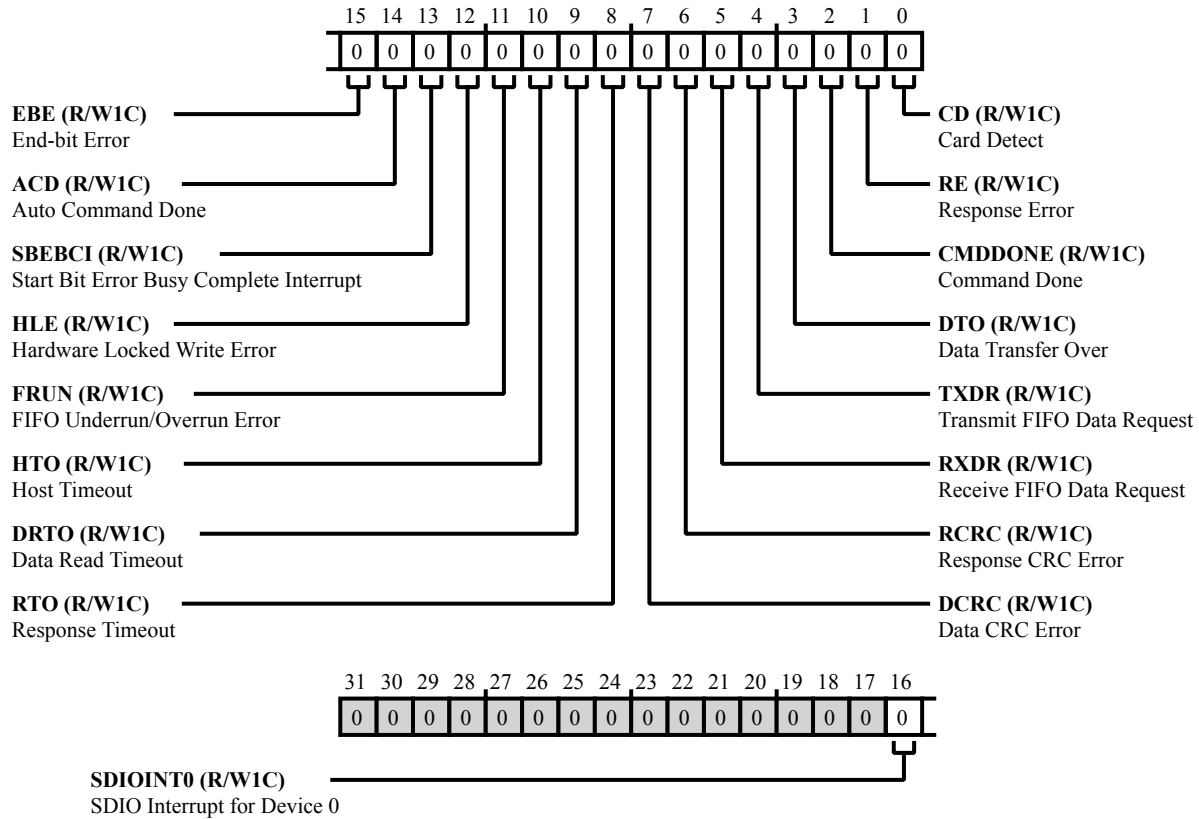 15 14 13 12 11 10 9 8 7 6 5 4 3 2 1 0
0 0 0 0 0 0 0 0 0 0 0 0 0 0 0 0
EBE (R/W1C)
End-bit Error
ACD (R/W1C)
Auto Command Done
SBEBCI (R/W1C)
Start Bit Error Busy Complete Interrupt
HLE (R/W1C)
Hardware Locked Write Error
FRUN (R/W1C)
FIFO Underrun/Overrun Error
HTO (R/W1C)
Host Timeout
DRTO (R/W1C)
Data Read Timeout
RTO (R/W1C)
Response Timeout
CD (R/W1C)
Card Detect
RE (R/W1C)
Response Error
CMDDONE (R/W1C)
Command Done
DTO (R/W1C)
Data Transfer Over
TXDR (R/W1C)
Transmit FIFO Data Request
RXDR (R/W1C)
Receive FIFO Data Request
RCRC (R/W1C)
Response CRC Error
DCRC (R/W1C)
Data CRC Error
31 30 29 28 27 26 25 24 23 22 21 20 19 18 17 16
0 0 0 0 0 0 0 0 0 0 0 0 0 0 0 0
SDIOINT0 (R/W1C)
SDIO Interrupt for Device 0